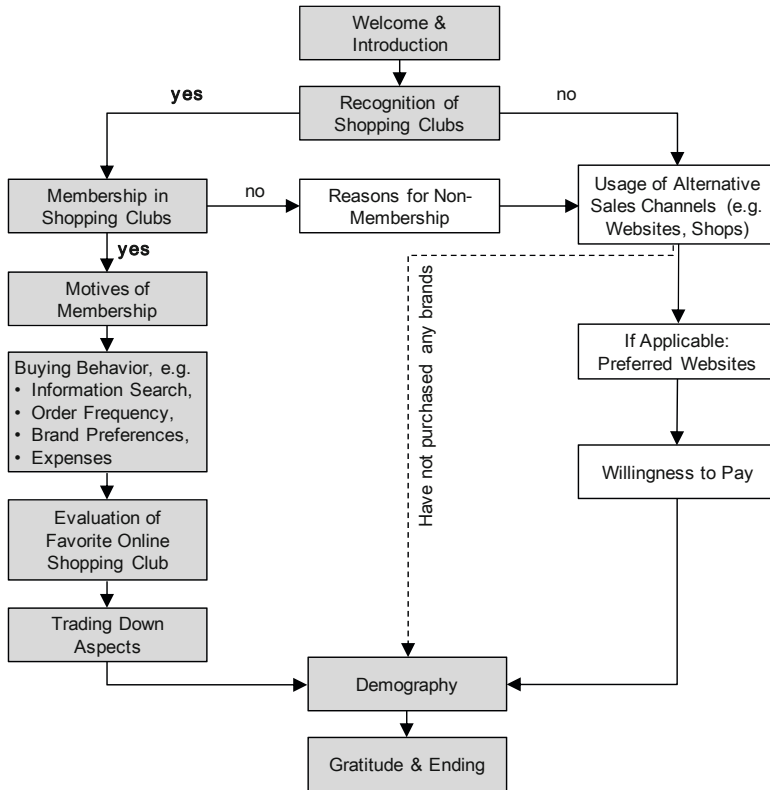 Welcome &
Introduction
yes
Recognition of
Shopping Clubs
no
Membership in
Shopping Clubs
no
Reasons for Non-
Membership
Usage of Alternative
Sales Channels (e.g.
Websites, Shops)
yes
Motives of
Membership
Have not purchased any brands
If Applicable:
Preferred Websites
Buying Behavior, e.g.
• Information Search,
• Order Frequency,
• Brand Preferences,
• Expenses
Willingness to Pay
Evaluation of
Favorite Online
Shopping Club
Trading Down
Aspects
Demography
Gratitude & Ending